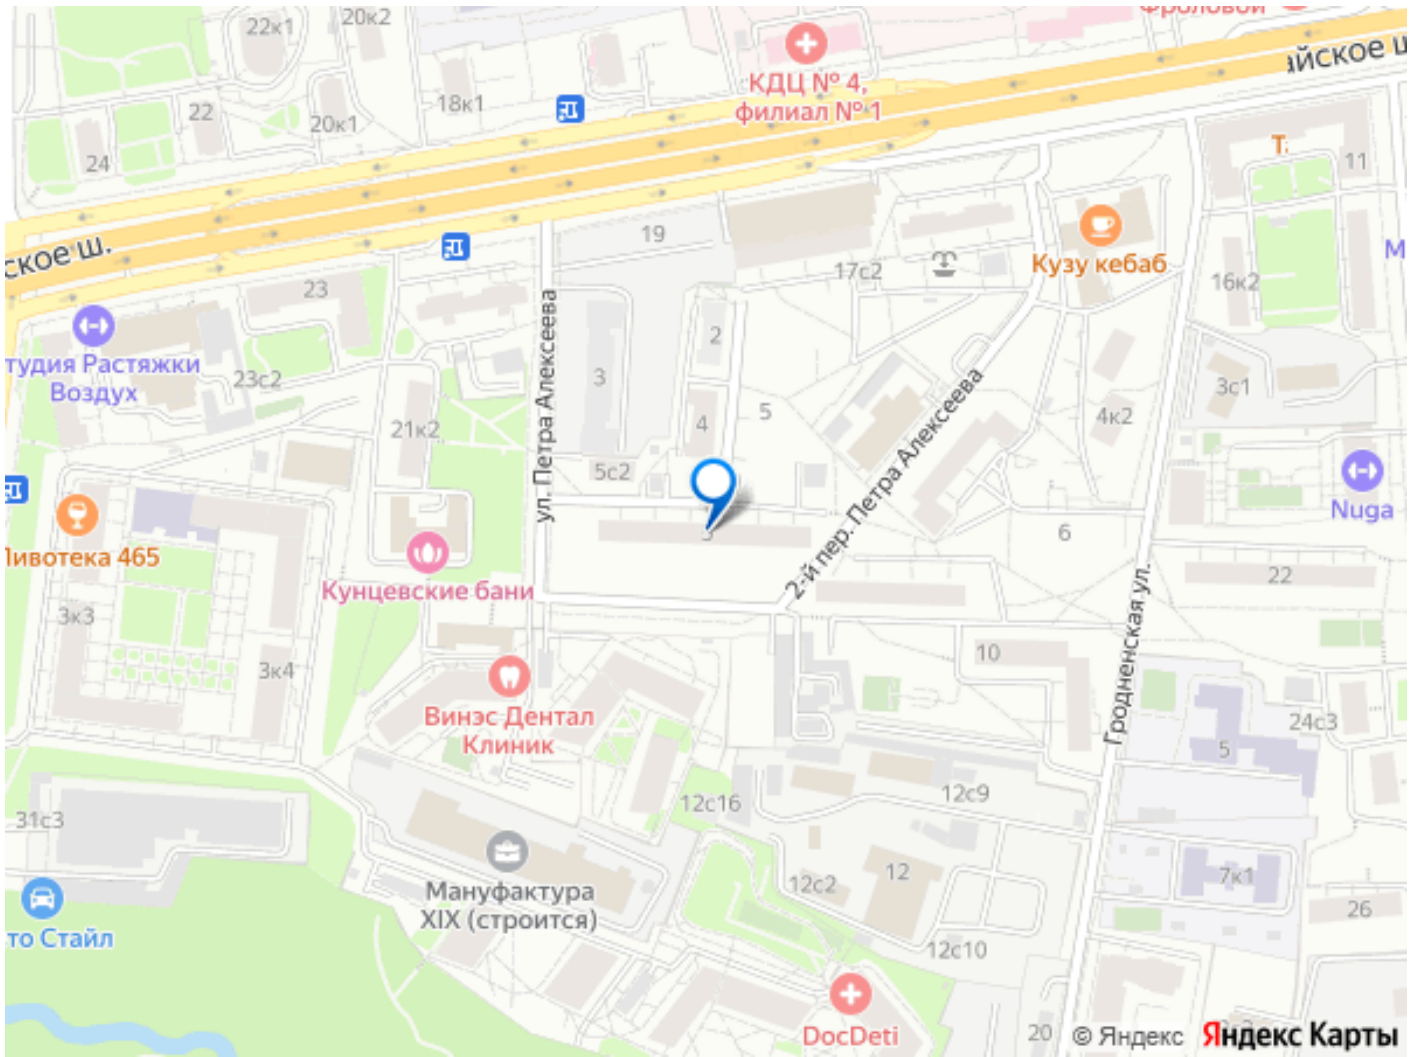 22к1
20к2
Фроловой
КДЦ № 4,
филиал № 1
18к1
22
20к1
24
11
19
17с2
Кузу кебаб
16к2
ское ш.
23
2
тудия Растяжки
Воздух
23с2
3
3с1
5
4
4к2
21к2
ул. Петра Алексеева
2-й пер. Петра Алексеева
5с2
Nuga
Пивотека 465
6
Кунцевские бани
22
Гродненская ул.
3к3
3к4
10
Винэс Дентал
Клиник
24с3
5
12с16
12с9
31с3
12
12с2
7к1
Мануфактура
XIX (строится)
26
то Стайл
12с10
DocDeti
20
© Яндекс
Яндекс Карты